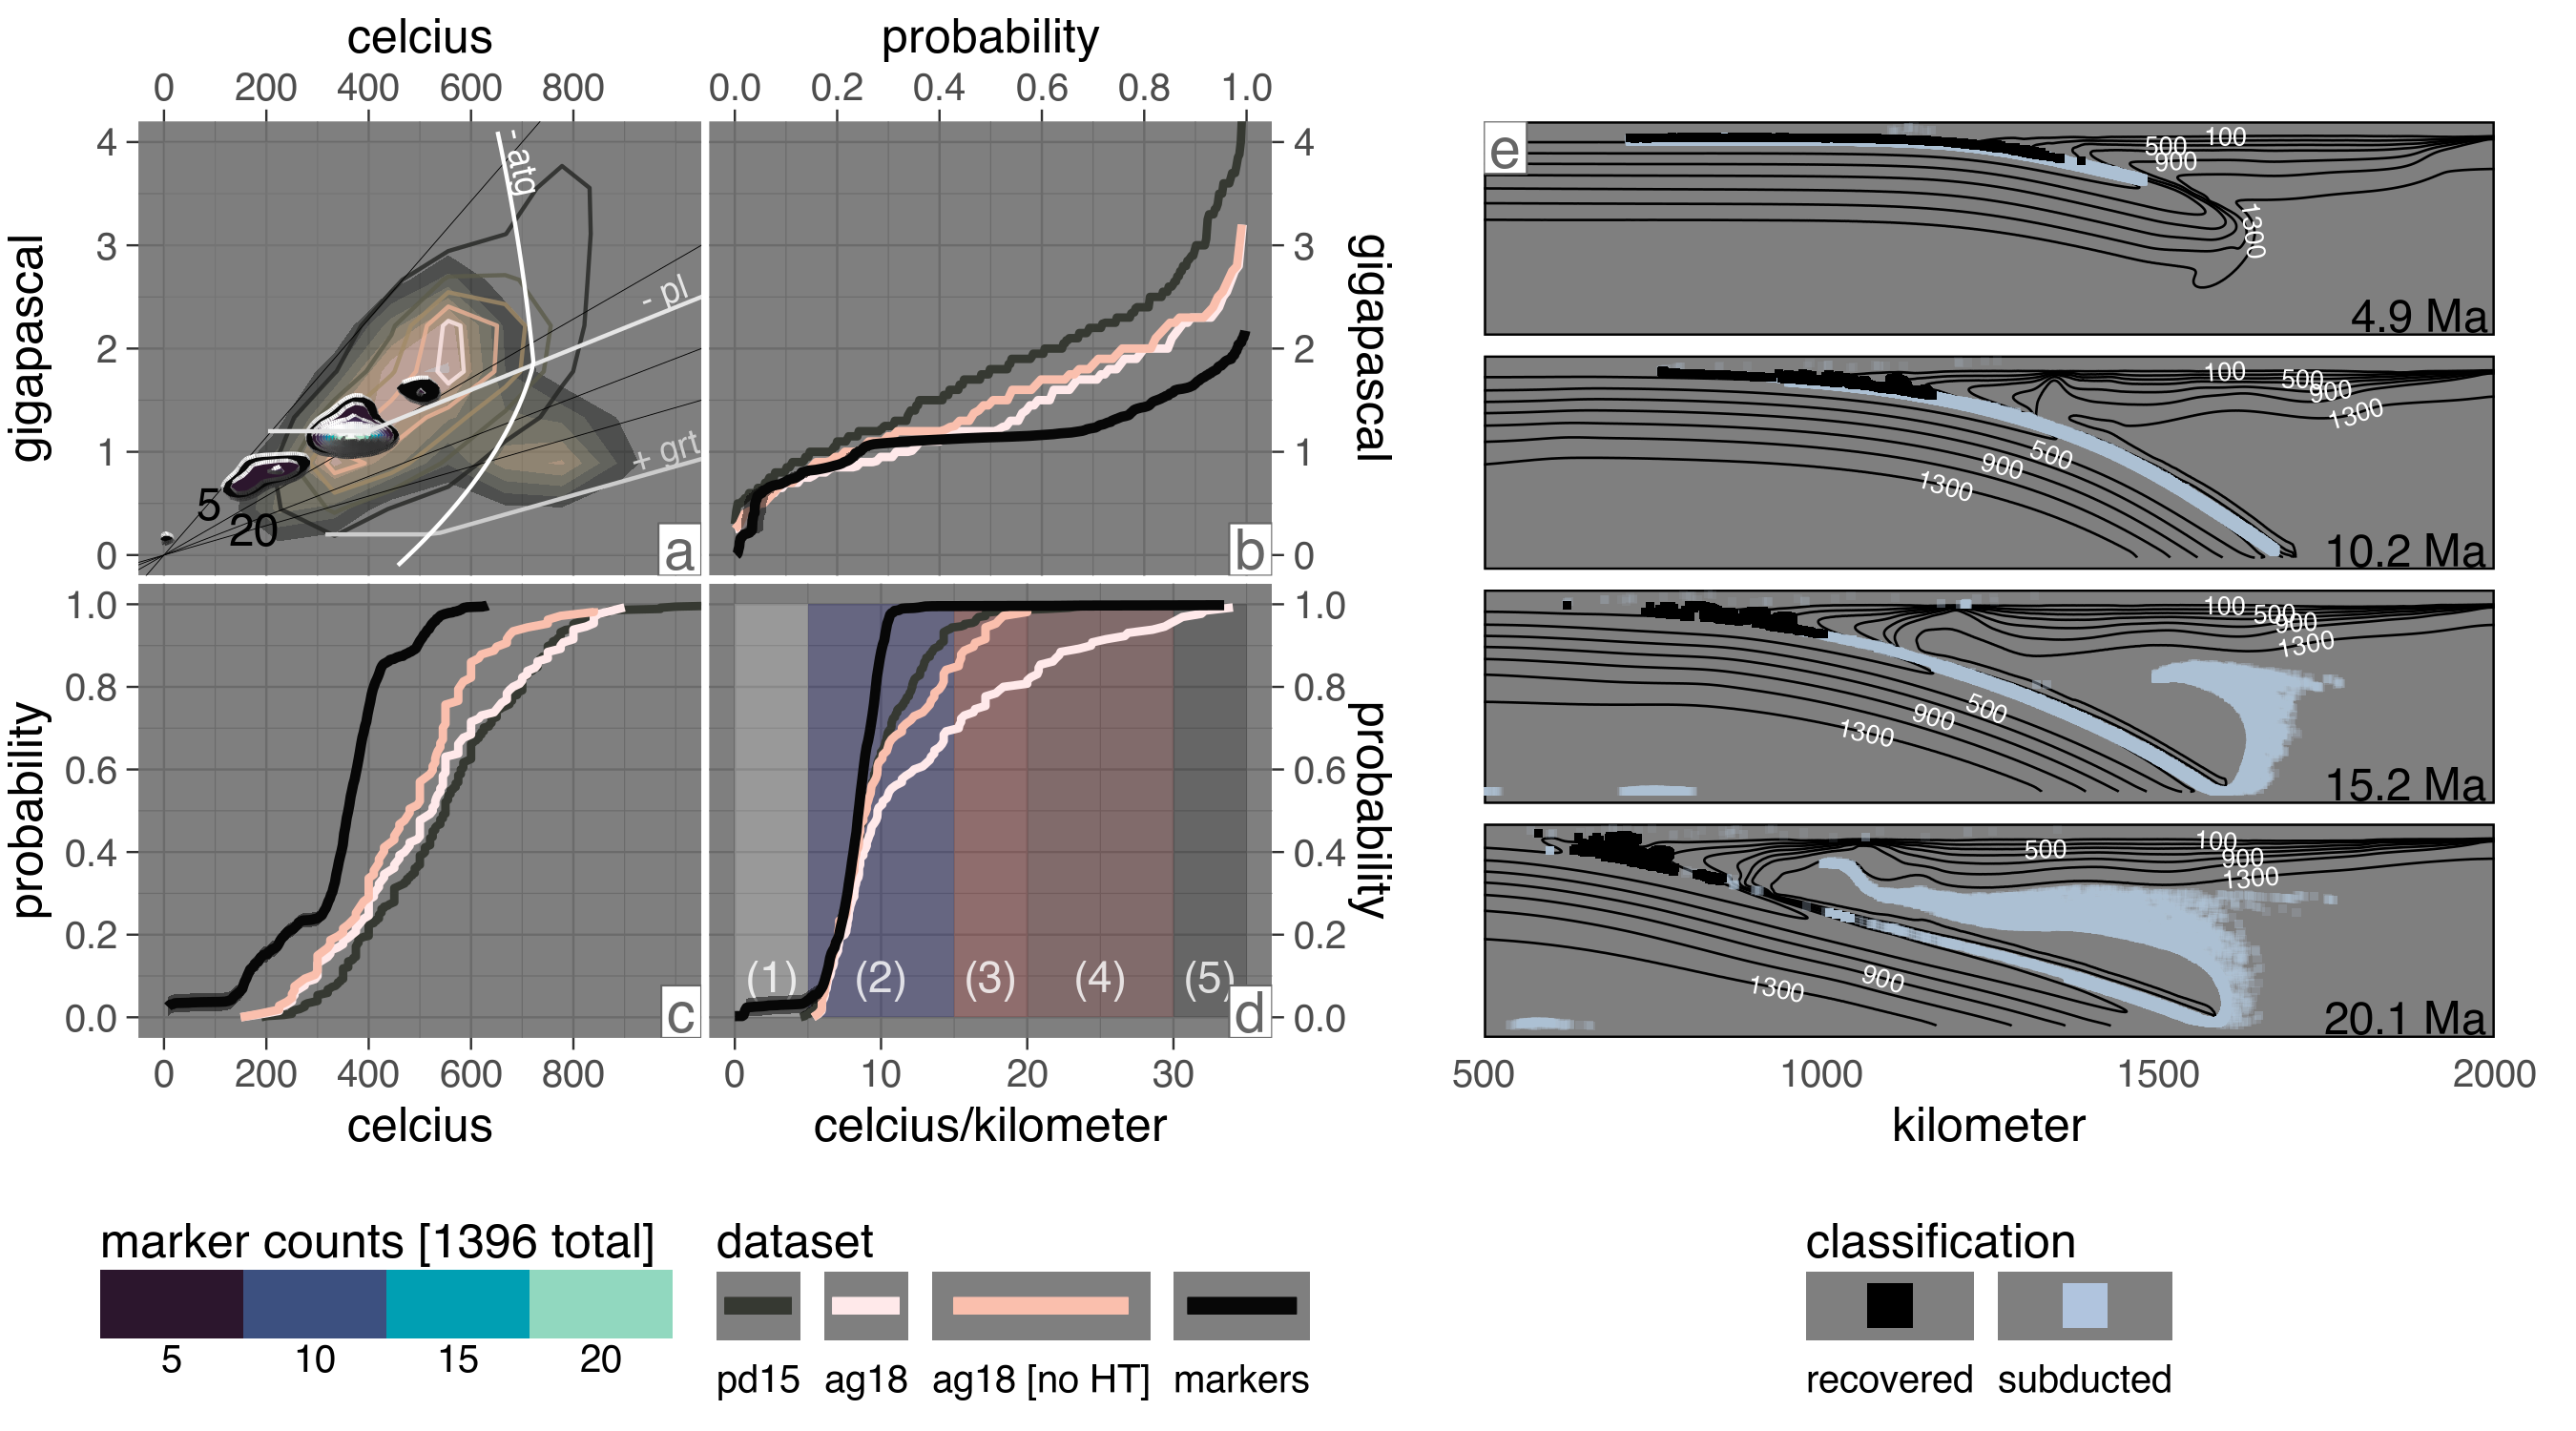 celcius
probability
0 200 400 600 800
0.0 0.2 0.4 0.6 0.8 1.0
gigapascal
4
3
2
1
0
- atg
- pl
+ grt
5
20
a
b
4
3
2
1
0
gigapascal
probability
1.0
0.8
0.6
0.4
0.2
0.0
c
(1) (2) (3) (4) (5)
d
1.0
0.8
0.6
0.4
0.2
0.0
probability
0 200 400 600 800
0 10 20 30
celcius
celcius/kilometer
e
100
500
900
1300
4.9 Ma
100
500
900
1300
500
900
1300
10.2 Ma
100
500
900
1300
500
900
1300
15.2 Ma
100
500
900
1300
900
1300
20.1 Ma
500 1000 1500 2000
kilometer
marker counts [1396 total]
5 10 15 20
dataset
pd15 ag18 ag18 [no HT] markers
classification
recovered subducted